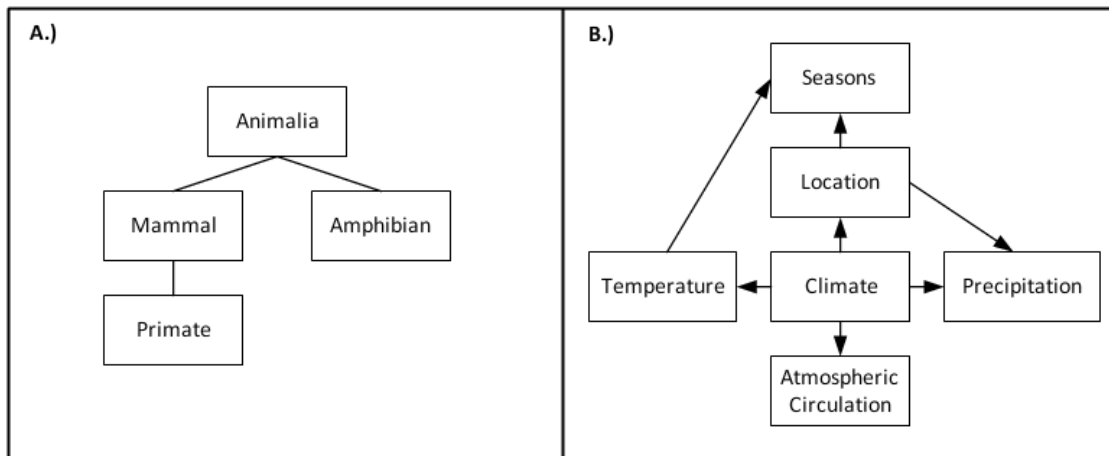 A.)
Animalia
Mammal
Amphibian
Primate
B.)
Seasons
Location
Temperature
Climate
Precipitation
Atmospheric
Circulation